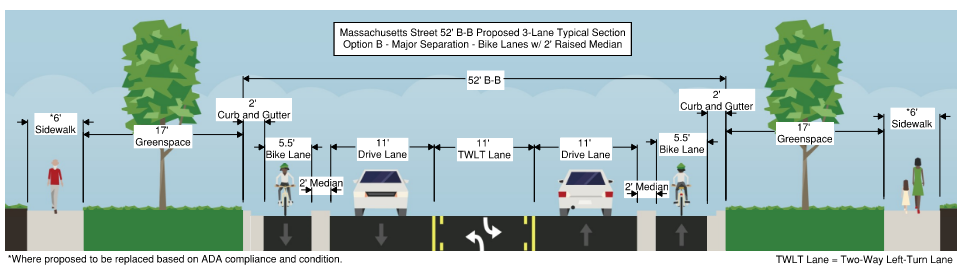 Massachusetts Street 52' B-B Proposed 3-Lane Typical Section
Option B - Major Separation - Bike Lanes w/ 2' Raised Median
52' B-B
*6'
Sidewalk
17'
Greenspace
2'
Curb and Gutter
5.5'
Bike Lane
2' Median
11'
Drive Lane
11'
TWLT Lane
11'
Drive Lane
2' Median
5.5'
Bike Lane
2'
Curb and Gutter
17'
Greenspace
*6'
Sidewalk
*Where proposed to be replaced based on ADA compliance and condition.
TWLT Lane = Two-Way Left-Turn Lane